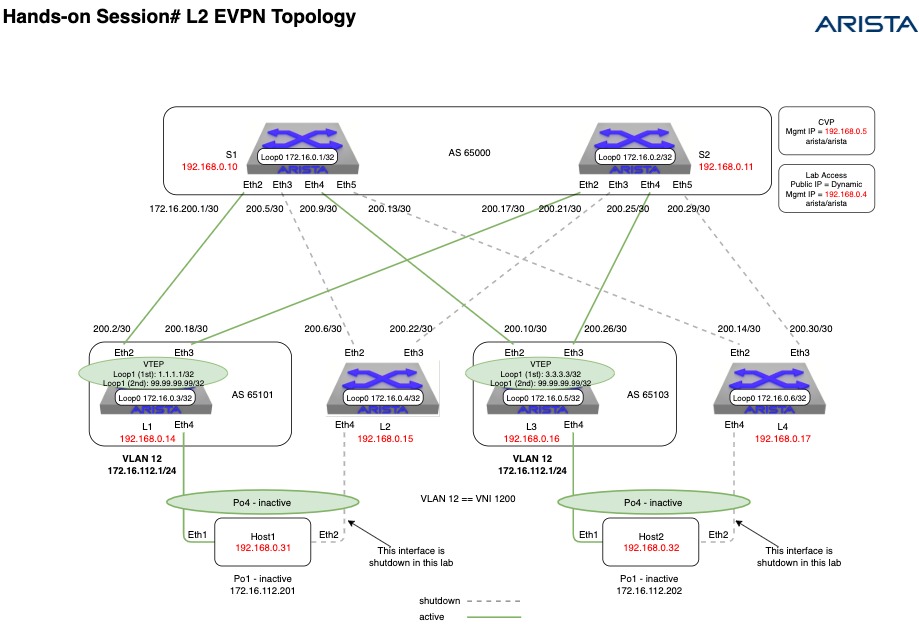 Hands-on Session# L2 EVPN Topology
ARISTA
CVP
Mgmt IP = 192.168.0.5
arista/arista
Lab Access
Public IP = Dynamic
Mgmt IP = 192.168.0.4
arista/arista
S1
192.168.0.10
Loop0 172.16.0.1/32
ARISTA
AS 65000
Loop0 172.16.0.2/32
ARISTA
S2
192.168.0.11
Eth2 Eth3 Eth4 Eth5
Eth2 Eth3 Eth4 Eth5
172.16.200.1/30 200.5/30 200.9/30 200.13/30
200.17/30 200.21/30 200.25/30 200.29/30
200.2/30 200.18/30
200.6/30 200.22/30
200.10/30 200.26/30
200.14/30 200.30/30
Eth2 Eth3
VTEP
Loop1 (1st): 1.1.1.1/32
Loop1 (2nd): 99.99.99.99/32
Loop0 172.16.0.3/32
ARISTA
AS 65101
L1 Eth4
192.168.0.14
Eth2 Eth3
Loop0 172.16.0.4/32
ARISTA
Eth4 L2
192.168.0.15
Eth2 Eth3
VTEP
Loop1 (1st): 3.3.3.3/32
Loop1 (2nd): 99.99.99.99/32
Loop0 172.16.0.5/32
ARISTA
AS 65103
L3 Eth4
192.168.0.16
Eth2 Eth3
Loop0 172.16.0.6/32
ARISTA
Eth4 L4
192.168.0.17
VLAN 12
172.16.112.1/24
VLAN 12
172.16.112.1/24
Po4 - inactive
VLAN 12 == VNI 1200
Po4 - inactive
Eth1
Host1
192.168.0.31
Eth2
This interface is
shutdown in this lab
Po1 - inactive
172.16.112.201
Eth1
Host2
192.168.0.32
Eth2
This interface is
shutdown in this lab
Po1 - inactive
172.16.112.202
shutdown
active